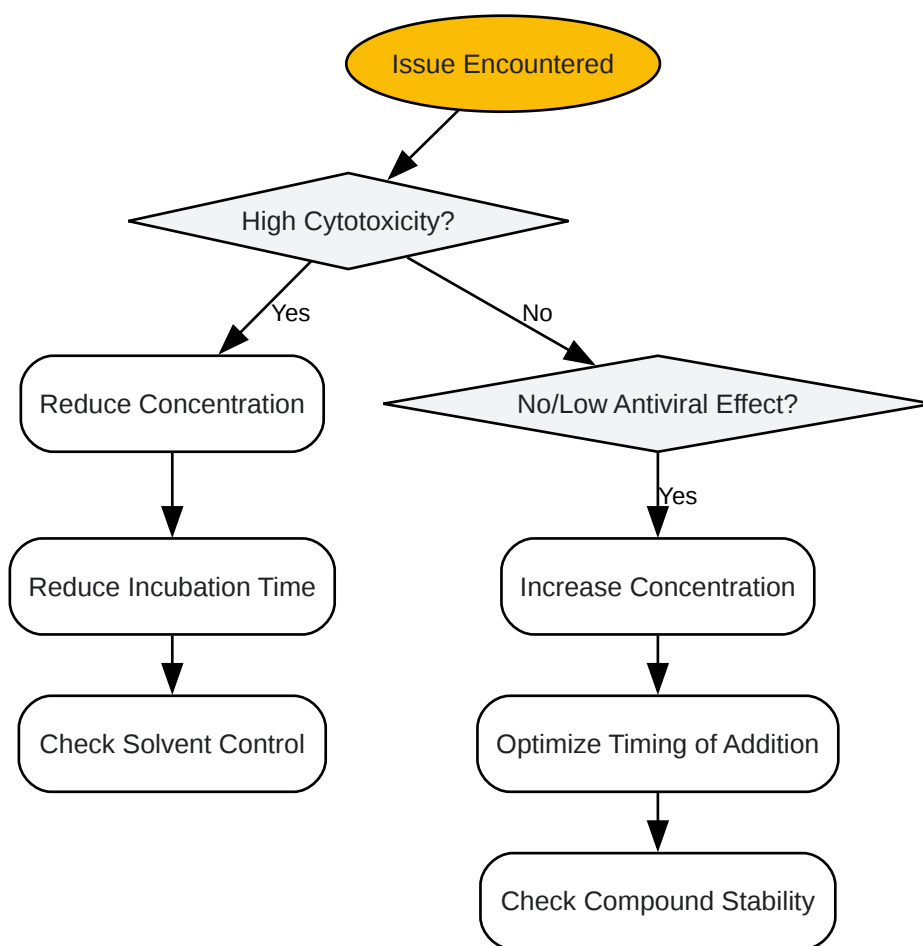 Issue Encountered
High Cytotoxicity?
Yes
No
Reduce Concentration
No/Low Antiviral Effect?
Yes
Reduce Incubation Time
Increase Concentration
Check Solvent Control
Optimize Timing of Addition
Check Compound Stability